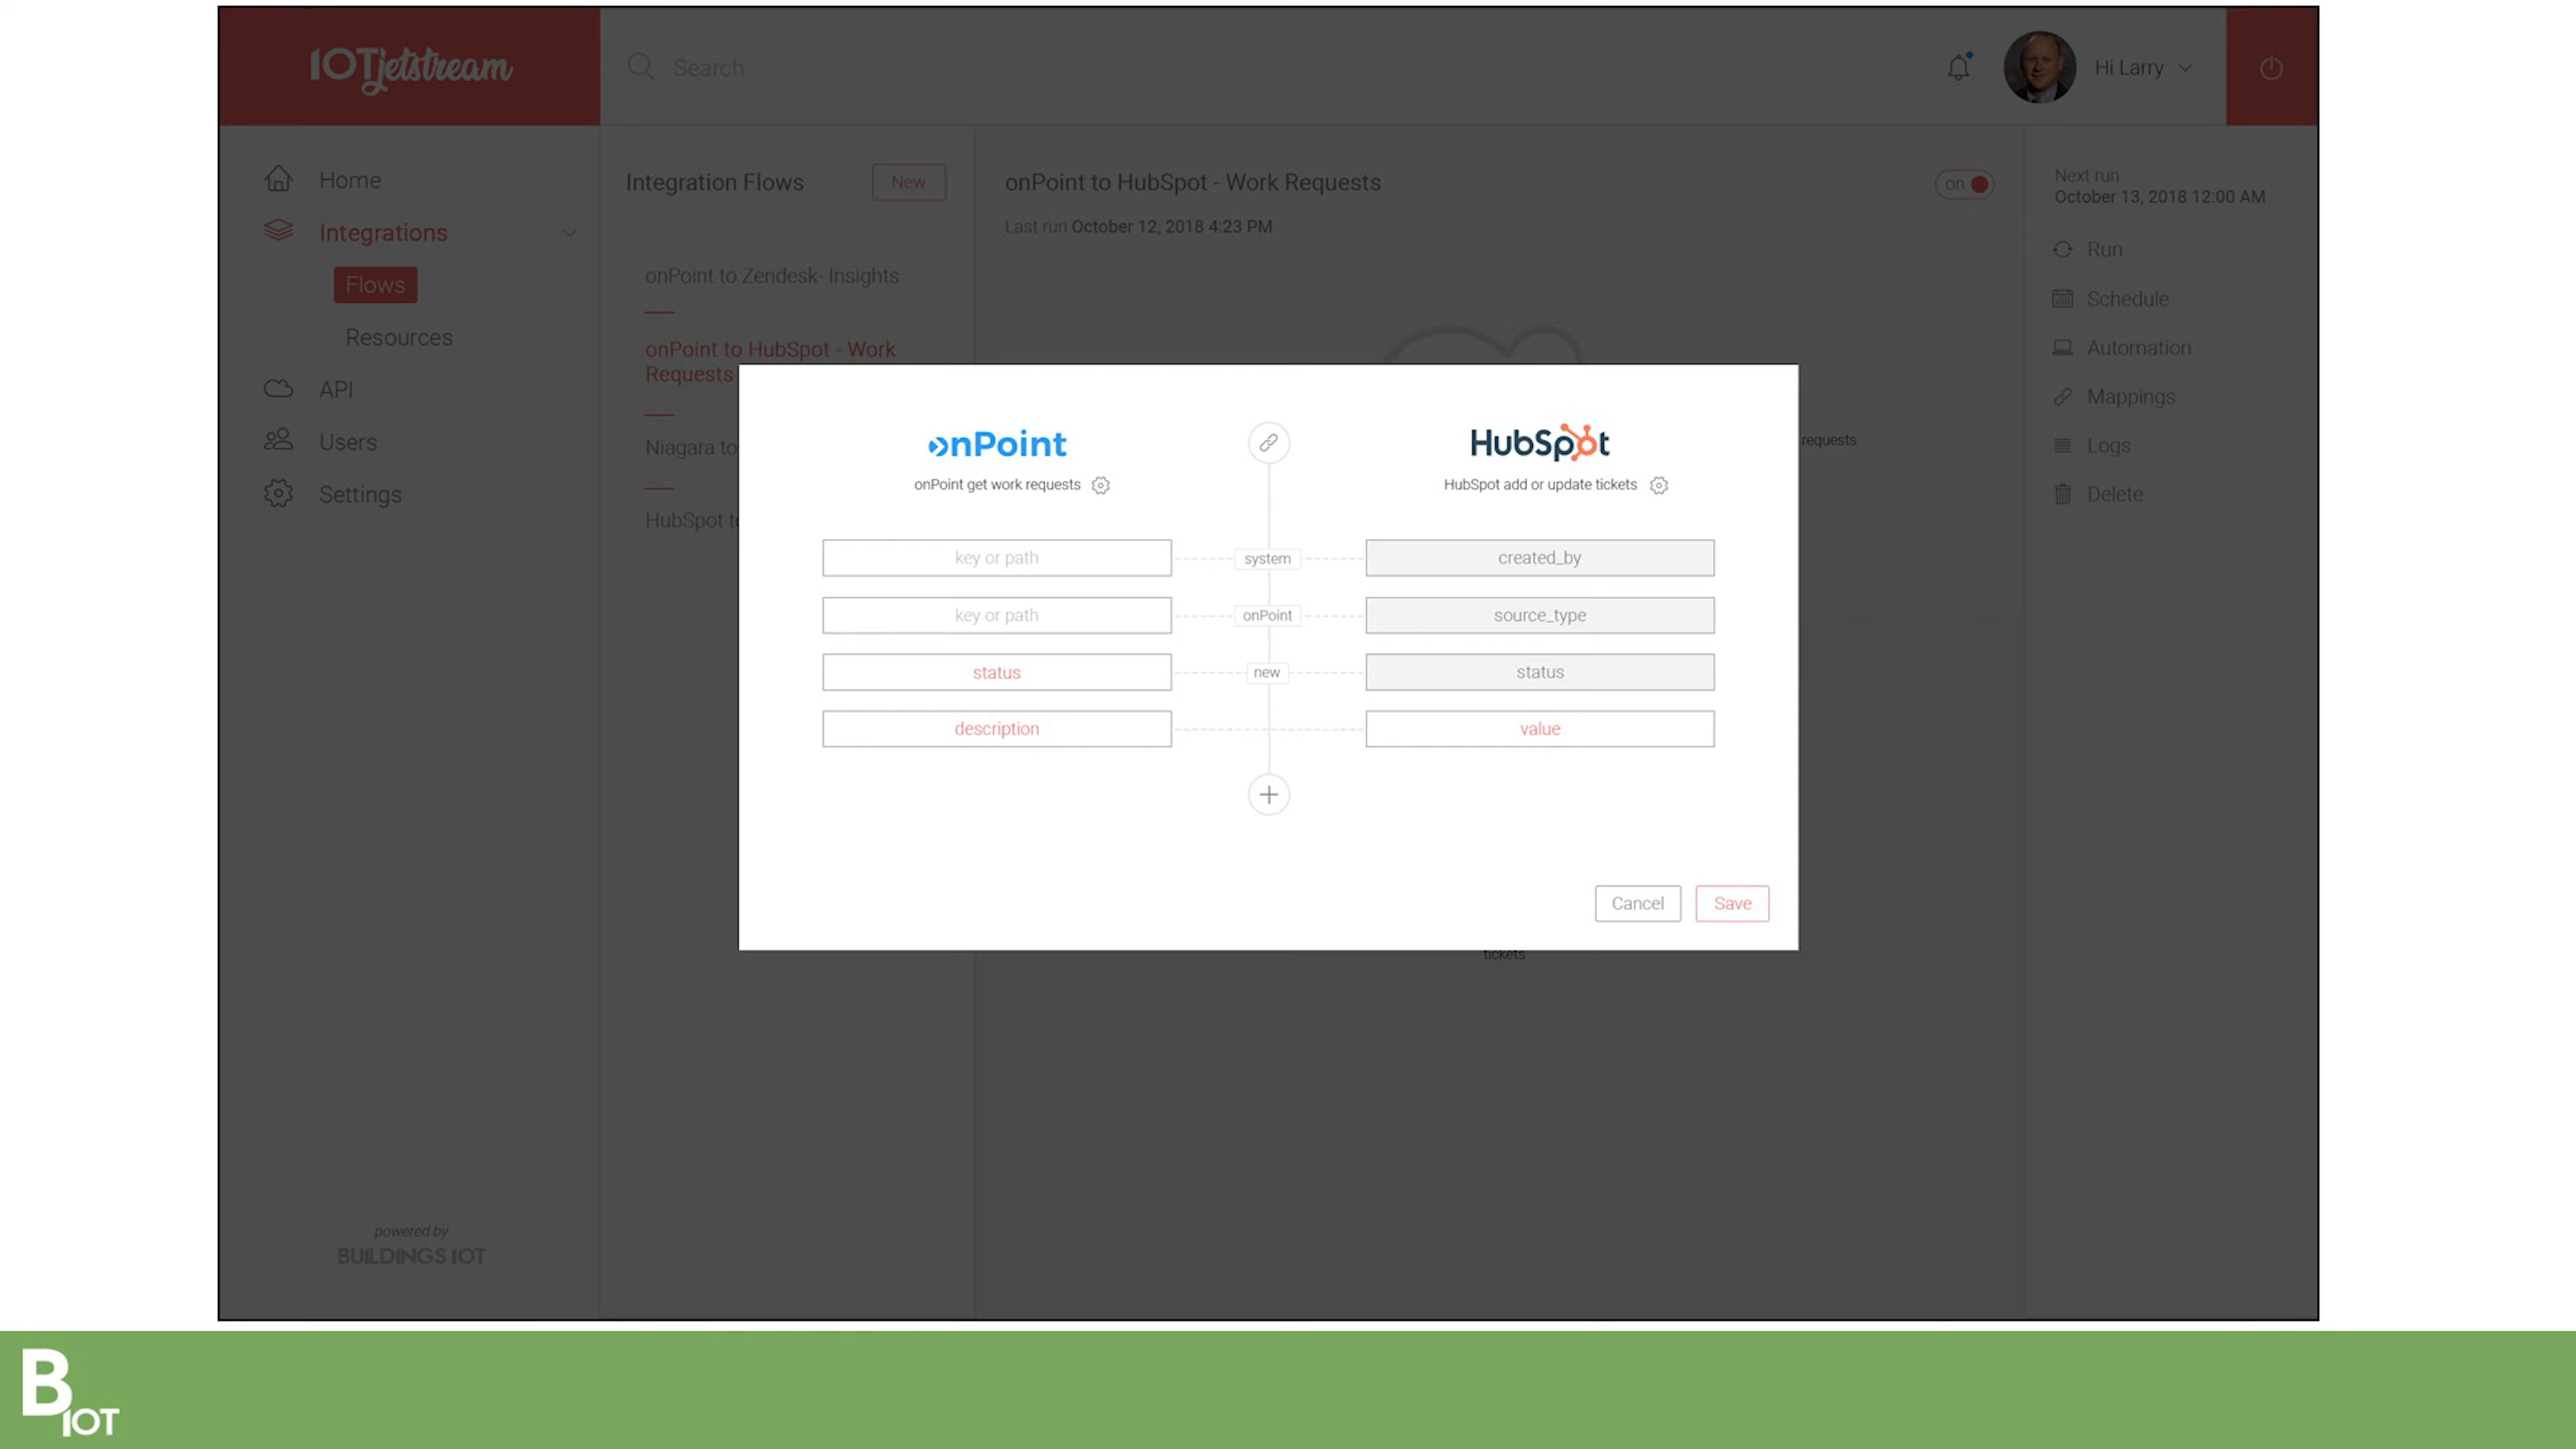 IOTjetstream
Search
Hi Larry
Home
Integrations
Flows
Resources
API
Users
Settings
powered by
BUILDINGS IOT
Integration Flows
New
onPoint to Zendesk- Insights
onPoint to HubSpot - Work
Requests
Niagara to
HubSpot
onPoint to HubSpot - Work Requests
Last run October 12, 2018 4:23 PM
on
requests
tickets
Next run
October 13, 2018 12:00 AM
Run
Schedule
Automation
Mappings
Logs
Delete
onPoint
HubSpot
onPoint get work requests
HubSpot add or update tickets
key or path
system
created_by
key or path
onPoint
source_type
status
new
status
description
value
Cancel
Save
B
IOT